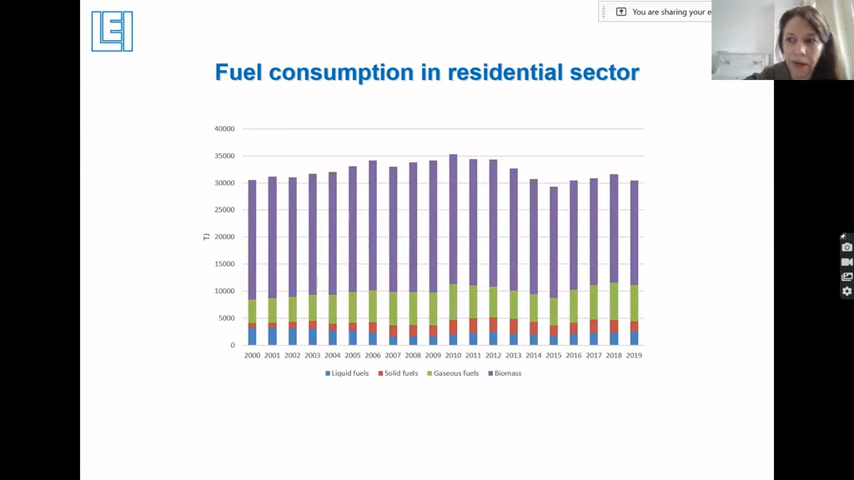 You are sharing your e
LEI
Fuel consumption in residential sector
40000
35000
30000
25000
20000
15000
10000
5000
0
TJ
2000 2001 2002 2003 2004 2005 2006 2007 2008 2009 2010 2011 2012 2013 2014 2015 2016 2017 2018 2019
Liquid fuels Solid fuels Gaseous fuels Biomass